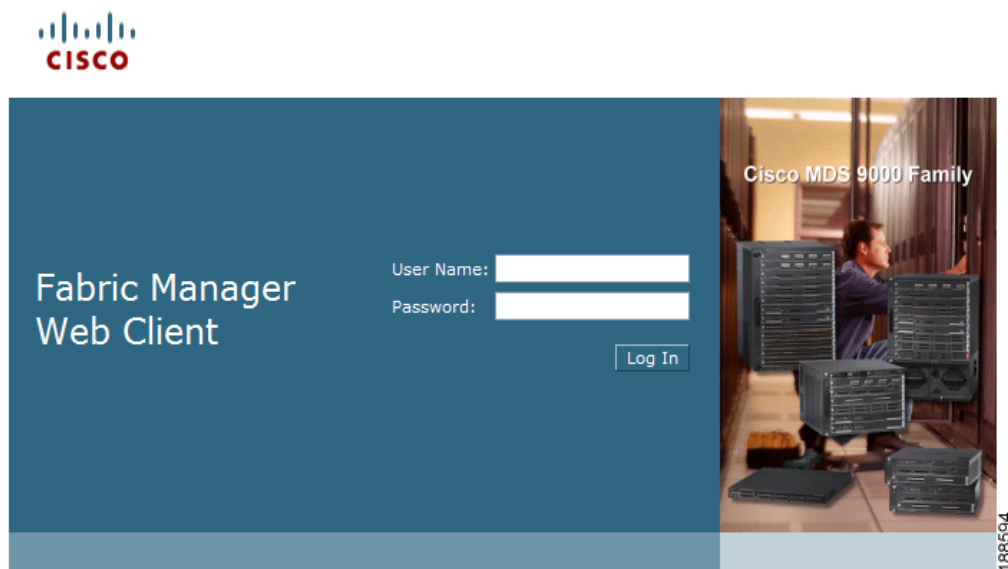 CISCO
Cisco MDS 9000 Family
Fabric Manager
Web Client
User Name:
Password:
Log In
188594